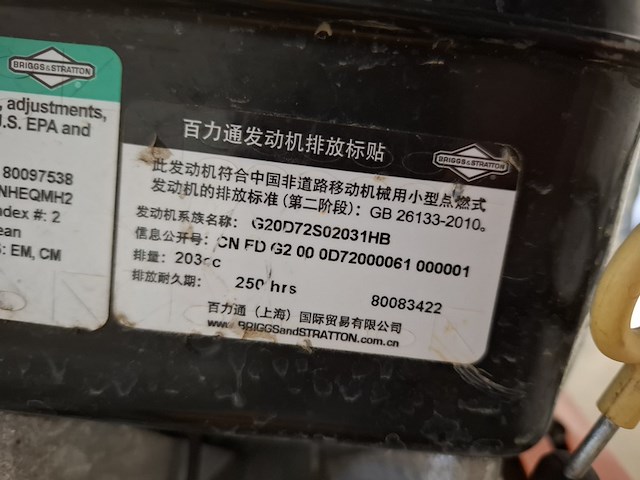 BRIGGS&STRATTON
, adjustments,
U.S. EPA and
80097538
NHEQMH2
ndex #: 2
ean
: EM, CM
百力通发动机排放标贴
BRIGGS&STRATTON
此发动机符合中国非道路移动机械用小型点燃式
发动机的排放标准(第二阶段)：GB 26133-2010。
发动机系族名称： G20D72S02031HB
信息公开号：CN FD G2 00 0D72000061 000001
排量：203cc
排放耐久期： 250 hrs 80083422
百力通（上海）国际贸易有限公司
www.BRIGGSandSTRATTON.com.cn